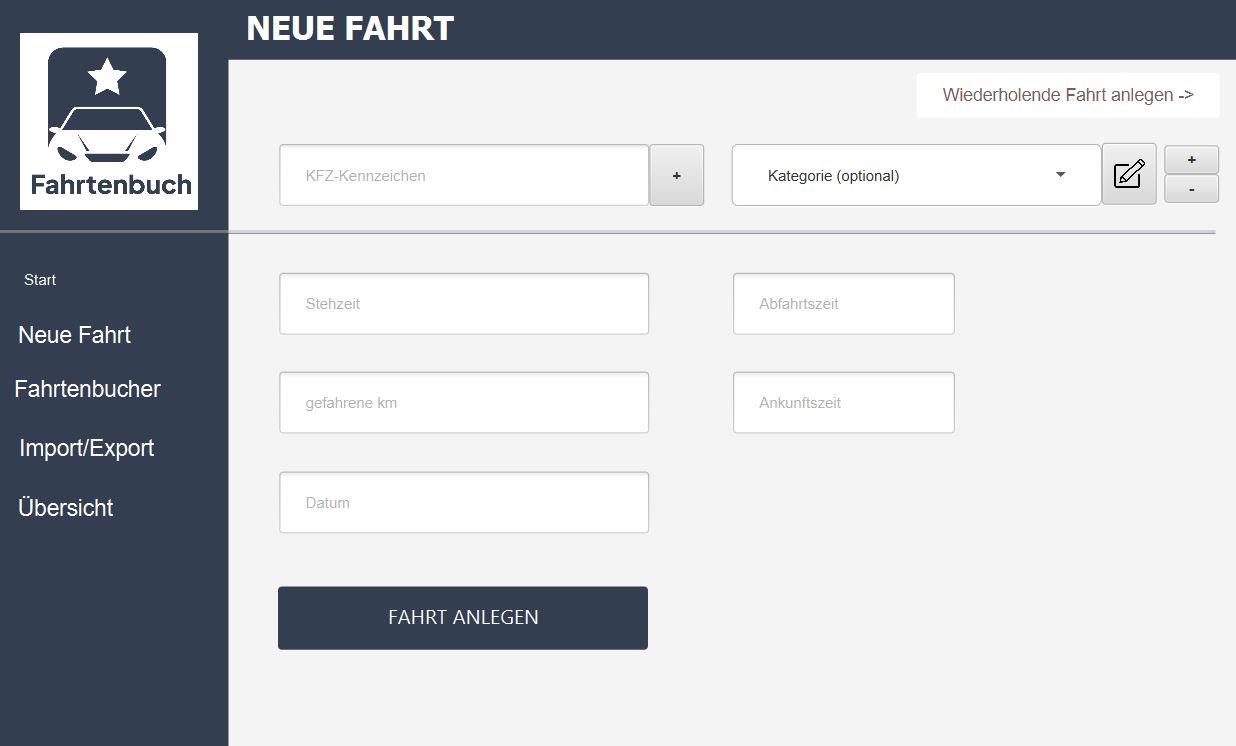 NEUE FAHRT
Fahrtenbuch
Wiederholende Fahrt anlegen ->
KFZ-Kennzeichen
+
Kategorie (optional)
+
-
Start
Neue Fahrt
Fahrtenbucher
Import/Export
Übersicht
Stehzeit
Abfahrtszeit
gefahrene km
Ankunftszeit
Datum
FAHRT ANLEGEN